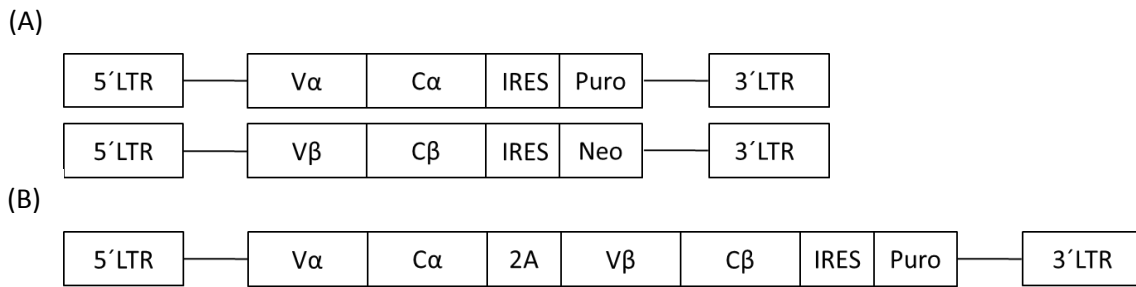 (A)
5´LTR Vα Cα IRES Puro 3´LTR
5´LTR Vβ Cβ IRES Neo 3´LTR
(B)
5´LTR Vα Cα 2A Vβ Cβ IRES Puro 3´LTR